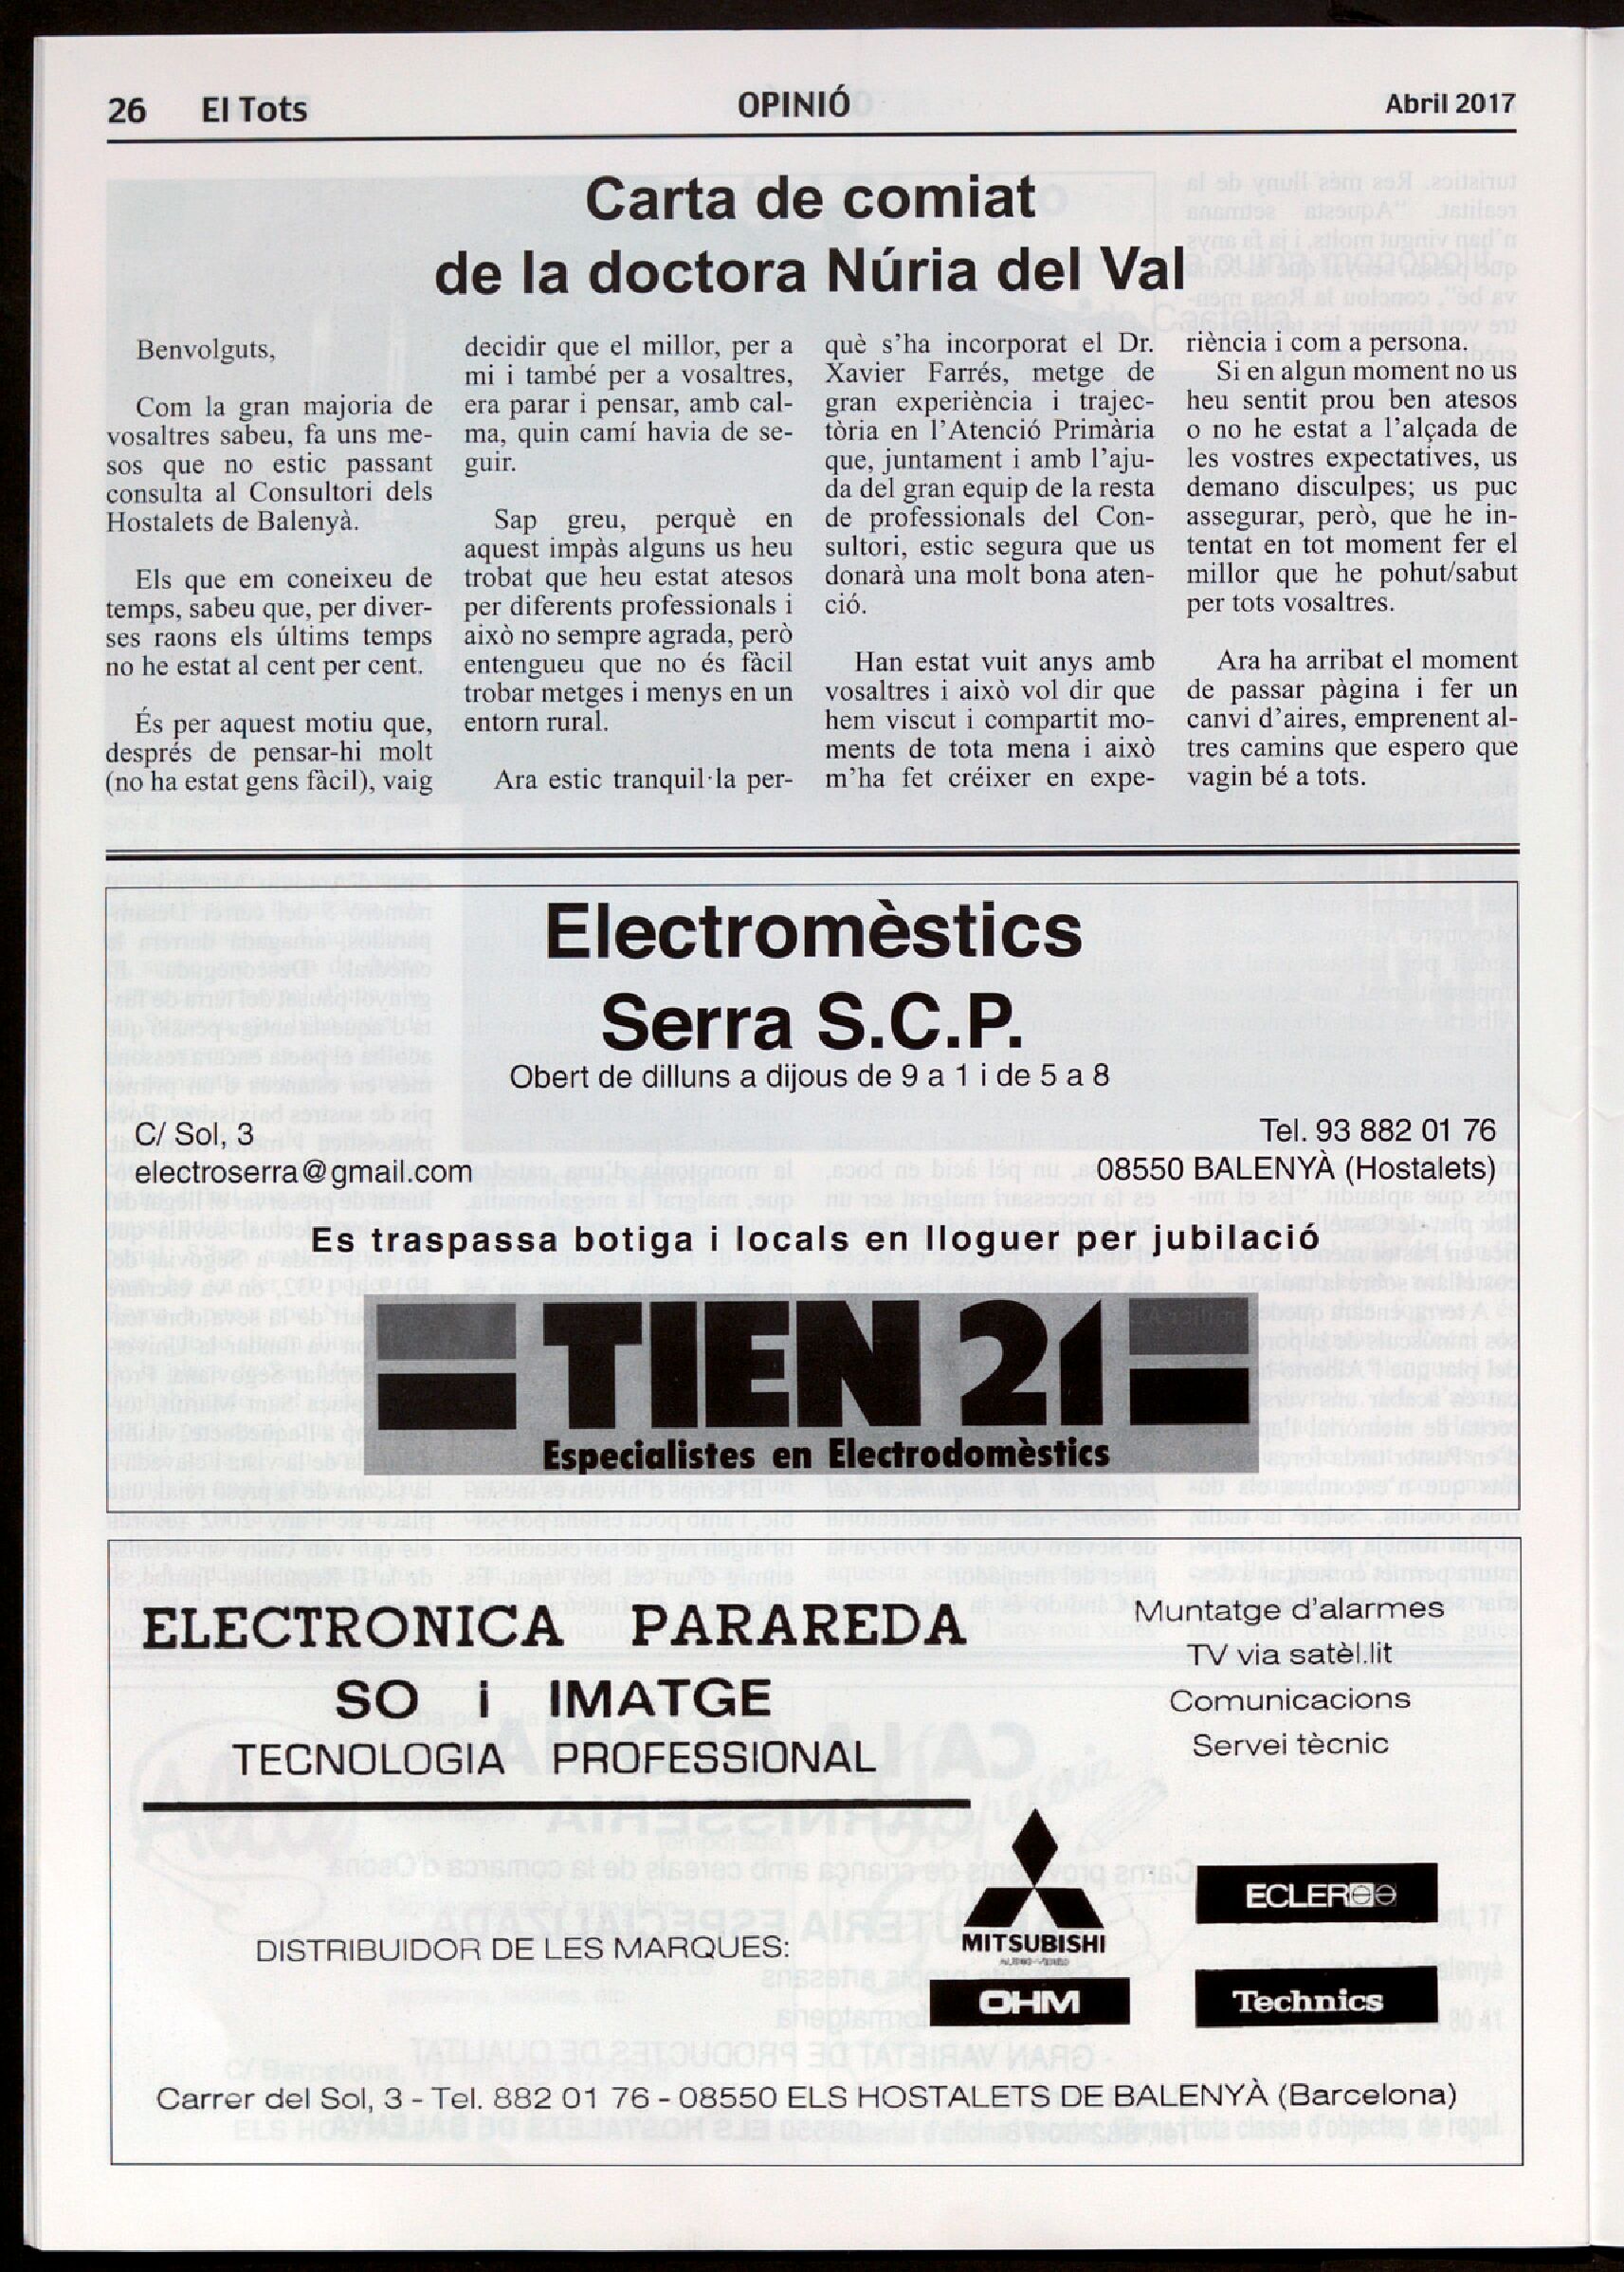 26 El Tots OPINIÓ Abril 2017
Carta de comiat
de la doctora Núria del Val
Benvolguts,
Com la gran majoria de
vosaltres sabeu, fa uns me-
sos que no estic passant
consulta al Consultori dels
Hostalets de Balenyà.
Els que em coneixeu de
temps, sabeu que, per diver-
ses raons els últims temps
no he estat al cent per cent.
És per aquest motiu que,
després de pensar-hi molt
(no ha estat gens fàcil), vaig
decidir que el millor, per a
mi i també per a vosaltres,
era parar i pensar, amb cal-
ma, quin camí havia de se-
guir.
Sap greu, perquè en
aquest impàs alguns us heu
trobat que heu estat atesos
per diferents professionals i
això no sempre agrada, però
entengueu que no és fàcil
trobar metges i menys en un
entorn rural.
Ara estic tranquil·la per-
què s'ha incorporat el Dr.
Xavier Farrés, metge de
gran experiència i trajec-
tòria en l'Atenció Primària
que, juntament i amb l'aju-
da del gran equip de la resta
de professionals del Con-
sultori, estic segura que us
donarà una molt bona aten-
ció.
Han estat vuit anys amb
vosaltres i això vol dir que
hem viscut i compartit mo-
ments de tota mena i això
m'ha fet créixer en expe-
riència i com a persona.
Si en algun moment no us
heu sentit prou ben atesos
o no he estat a l'alçada de
les vostres expectatives, us
demano disculpes; us puc
assegurar, però, que he in-
tentat en tot moment fer el
millor que he pohut/sabut
per tots vosaltres.
Ara ha arribat el moment
de passar pàgina i fer un
canvi d'aires, emprenent al-
tres camins que espero que
vagin bé a tots.
Electromèstics
Serra S.C.P.
Obert de dilluns a dijous de 9 a 1 i de 5 a 8
C/ Sol, 3
electroserra@gmail.com
Tel. 93 882 01 76
08550 BALENYÀ (Hostalets)
Es traspassa botiga i locals en lloguer per jubilació
TIEN 21
Especialistes en Electrodomèstics
ELECTRONICA PARAREDA
SO i IMATGE
TECNOLOGIA PROFESSIONAL
Muntatge d'alarmes
TV via satèl.lit
Comunicacions
Servei tècnic
DISTRIBUIDOR DE LES MARQUES:
MITSUBISHI
AUDIO-VIDEO
OHM
ECLER
Technics
Carrer del Sol, 3 - Tel. 882 01 76 - 08550 ELS HOSTALETS DE BALENYÀ (Barcelona)